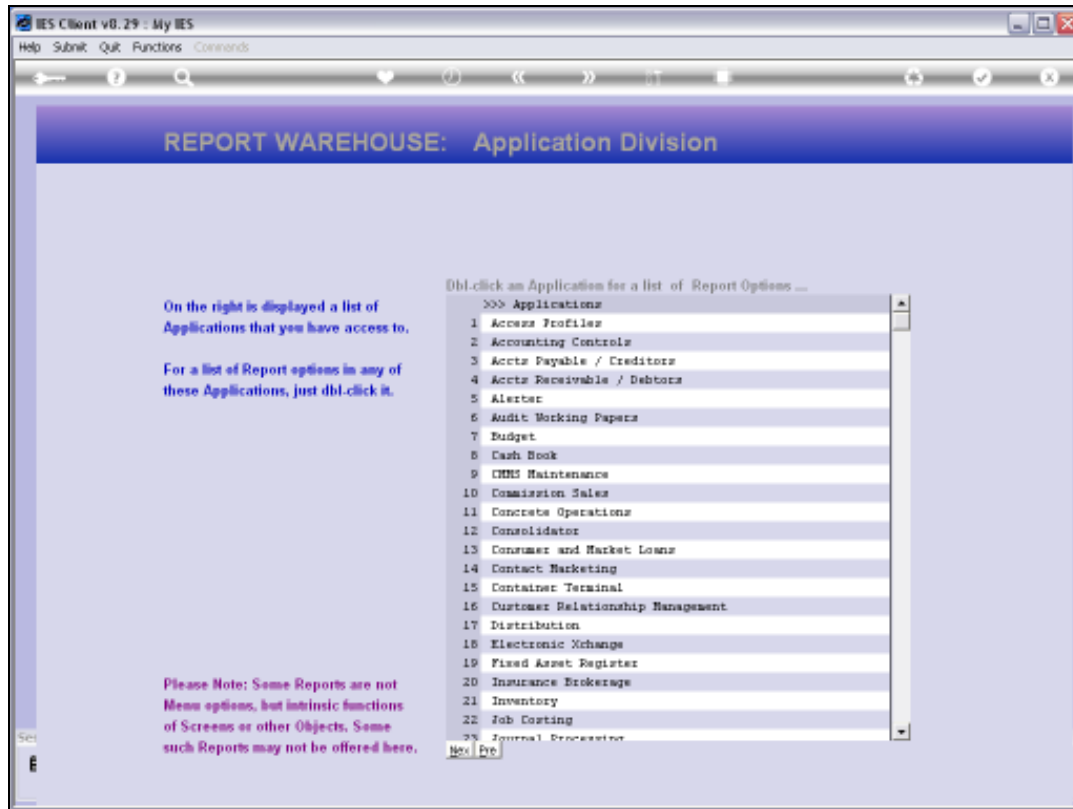 IES Client v8.29 : My IES
Help Submit Quit Functions Commands
REPORT WAREHOUSE: Application Division
Dbl-click an Application for a list of Report Options ...
On the right is displayed a list of
Applications that you have access to.
For a list of Report options in any of
these Applications, just dbl-click it.
>>> Applications
1 Access Profiles
2 Accounting Controls
3 Accts Payable / Creditors
4 Accts Receivable / Debtors
5 Alerter
6 Audit Working Papers
7 Budget
8 Cash Book
9 CMMS Maintenance
10 Commission Sales
11 Concrete Operations
12 Consolidator
13 Consumer and Market Loans
14 Contact Marketing
15 Container Terminal
16 Customer Relationship Management
17 Distribution
18 Electronic Xchange
19 Fixed Asset Register
20 Insurance Brokerage
21 Inventory
22 Job Costing
23 Journal Processing
Please Note: Some Reports are not
Menu options, but intrinsic functions
of Screens or other Objects. Some
such Reports may not be offered here.
Nex Pre